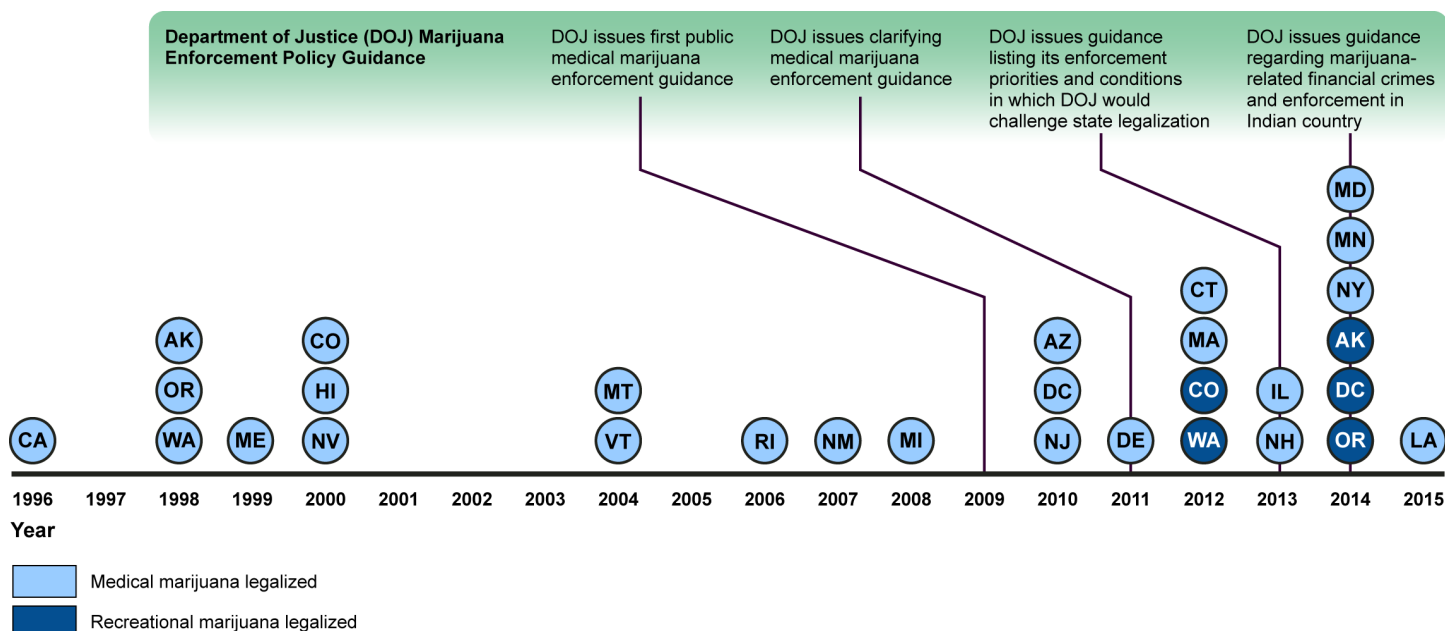 Department of Justice (DOJ) Marijuana
Enforcement Policy Guidance
DOJ issues first public
medical marijuana
enforcement guidance
DOJ issues clarifying
medical marijuana
enforcement guidance
DOJ issues guidance
listing its enforcement
priorities and conditions
in which DOJ would
challenge state legalization
DOJ issues guidance
regarding marijuana-
related financial crimes
and enforcement in
Indian country
CA
AK
OR
WA
ME
CO
HI
NV
MT
VT
RI
NM
MI
AZ
DC
NJ
DE
CT
MA
CO
WA
IL
NH
MD
MN
NY
AK
DC
OR
LA
1996 1997 1998 1999 2000 2001 2002 2003 2004 2005 2006 2007 2008 2009 2010 2011 2012 2013 2014 2015
Year
Medical marijuana legalized
Recreational marijuana legalized